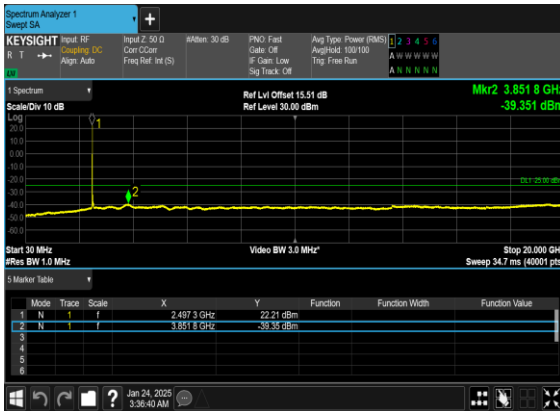 Spectrum Analyzer 1
Swept SA
KEYSIGHT
R T
LXI
Input: RF
Coupling: DC
Align: Auto
Input Z: 50 Ω
Corr CCorr
Freq Ref: Int (S)
#Atten: 30 dB
PNO: Fast
Gate: Off
IF Gain: Low
Sig Track: Off
Avg Type: Power (RMS)
Avg|Hold: 100/100
Trig: Free Run
1 2 3 4 5 6
A W W W W W
A N N N N N
1 Spectrum
Scale/Div 10 dB
Ref Lvl Offset 15.51 dB
Ref Level 30.00 dBm
Mkr2 3.851 8 GHz
-39.351 dBm
Log
20.0
10.0
0.00
-10.0
-20.0
-30.0
-40.0
-50.0
-60.0
1
2
DL1 -25.00 dBm
Start 30 MHz
#Res BW 1.0 MHz
Video BW 3.0 MHz*
Stop 20.000 GH
Sweep 34.7 ms (40001 pts
5 Marker Table
Mode Trace Scale X Y Function Function Width Function Value
1 N 1 f 2.497 3 GHz 22.21 dBm
2 N 1 f 3.851 8 GHz -39.35 dBm
3
4
5
6
?
Jan 24, 2025
3:36:40 AM